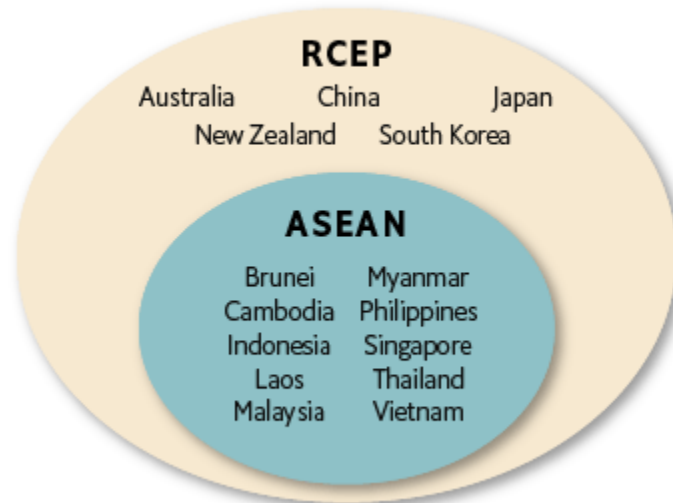 RCEP
Australia China Japan
New Zealand South Korea
ASEAN
Brunei Myanmar
Cambodia Philippines
Indonesia Singapore
Laos Thailand
Malaysia Vietnam